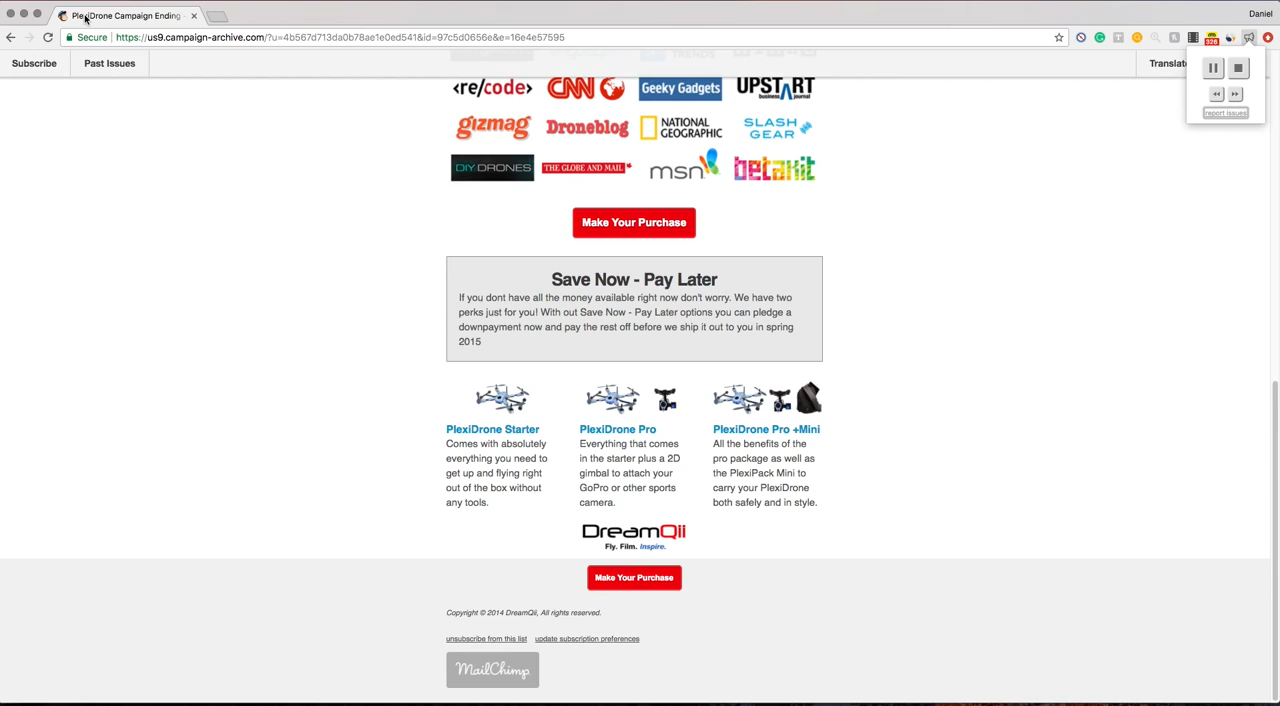 PlexiDrone Campaign Ending
Daniel
Secure
https://us9.campaign-archive.com/?u=4b567d713da0b78ae1e0ed541&id=97c5d0656e&e=16e4e57595
326
Subscribe
Past Issues
Translate
report issues
TRENDS
<re/code>
CNN
Geeky Gadgets
UPSTART
business journal
gizmag
Droneblog
NATIONAL
GEOGRAPHIC
SLASH
GEAR
DIY DRONES
THE GLOBE AND MAIL
msn
betakit
Make Your Purchase
Save Now - Pay Later
If you dont have all the money available right now don't worry. We have two
perks just for you! With out Save Now - Pay Later options you can pledge a
downpayment now and pay the rest off before we ship it out to you in spring
2015
PlexiDrone Starter
Comes with absolutely
everything you need to
get up and flying right
out of the box without
any tools.
PlexiDrone Pro
Everything that comes
in the starter plus a 2D
gimbal to attach your
GoPro or other sports
camera.
PlexiDrone Pro +Mini
All the benefits of the
pro package as well as
the PlexiPack Mini to
carry your PlexiDrone
both safely and in style.
DreamQii
Fly. Film. Inspire.
Make Your Purchase
Copyright © 2014 DreamQii, All rights reserved.
unsubscribe from this list update subscription preferences
MailChimp